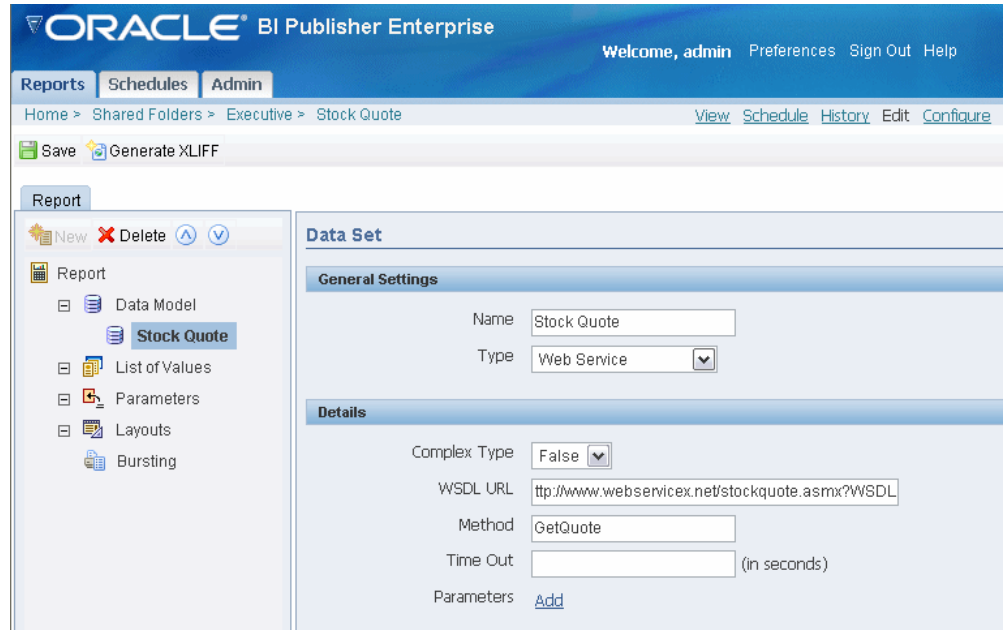 ORACLE® BI Publisher Enterprise
Welcome, admin Preferences Sign Out Help
Reports Schedules Admin
Home > Shared Folders > Executive > Stock Quote
View Schedule History Edit Configure
Save Generate XLIFF
Report
New Delete
Report
Data Model
Stock Quote
List of Values
Parameters
Layouts
Bursting
Data Set
General Settings
Name Stock Quote
Type Web Service
Details
Complex Type False
WSDL URL ttp://www.webservicex.net/stockquote.asmx?WSDL
Method GetQuote
Time Out (in seconds)
Parameters Add